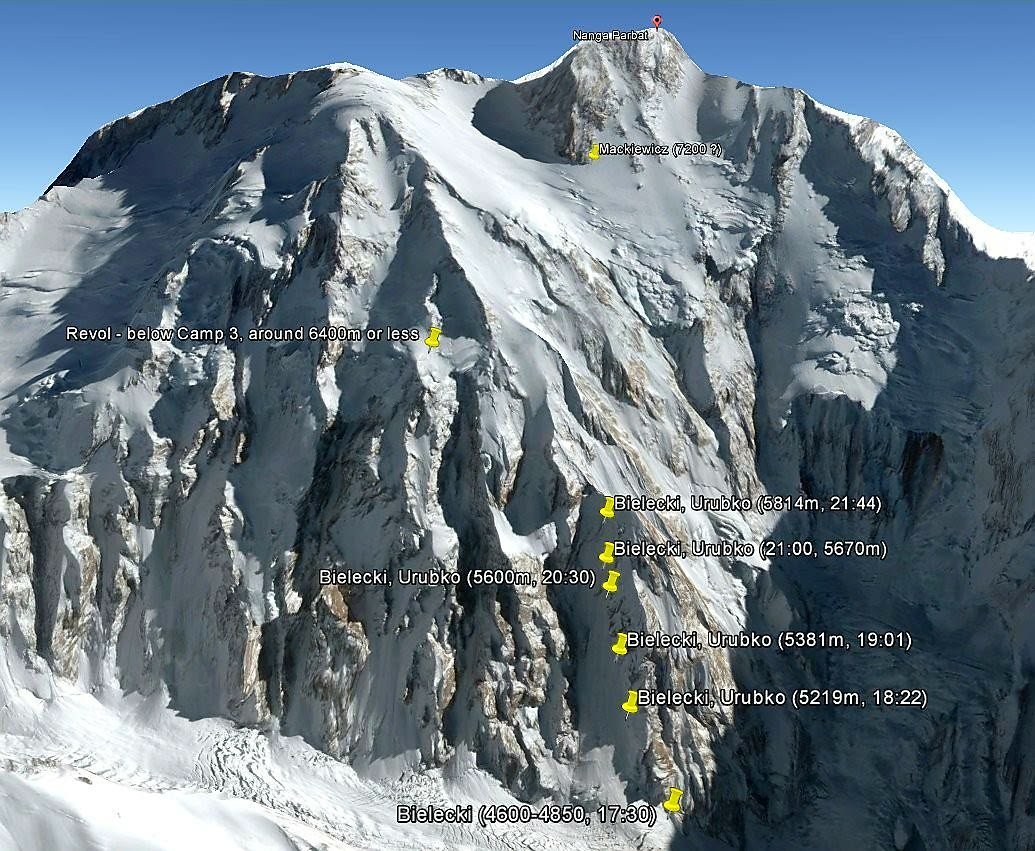 Nanga Parbat
Mackiewicz (7200 ?)
Revol - below Camp 3, around 6400m or less
Bielecki, Urubko (5814m, 21:44)
Bielecki, Urubko (21:00, 5670m)
Bielecki, Urubko (5600m, 20:30)
Bielecki, Urubko (5381m, 19:01)
Bielecki, Urubko (5219m, 18:22)
Bielecki (4600-4850, 17:30)